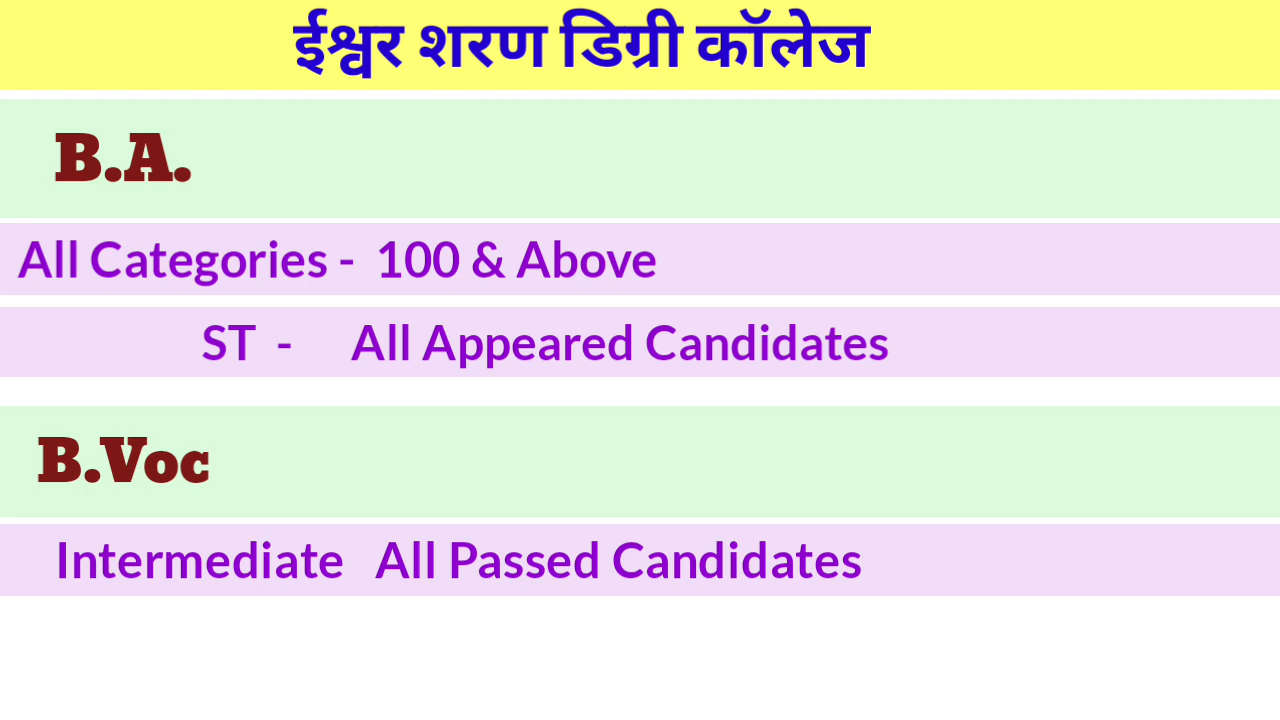 ईश्वर शरण डिग्री कॉलेज
B.A.
All Categories - 100 & Above
ST - All Appeared Candidates
B.Voc
Intermediate All Passed Candidates